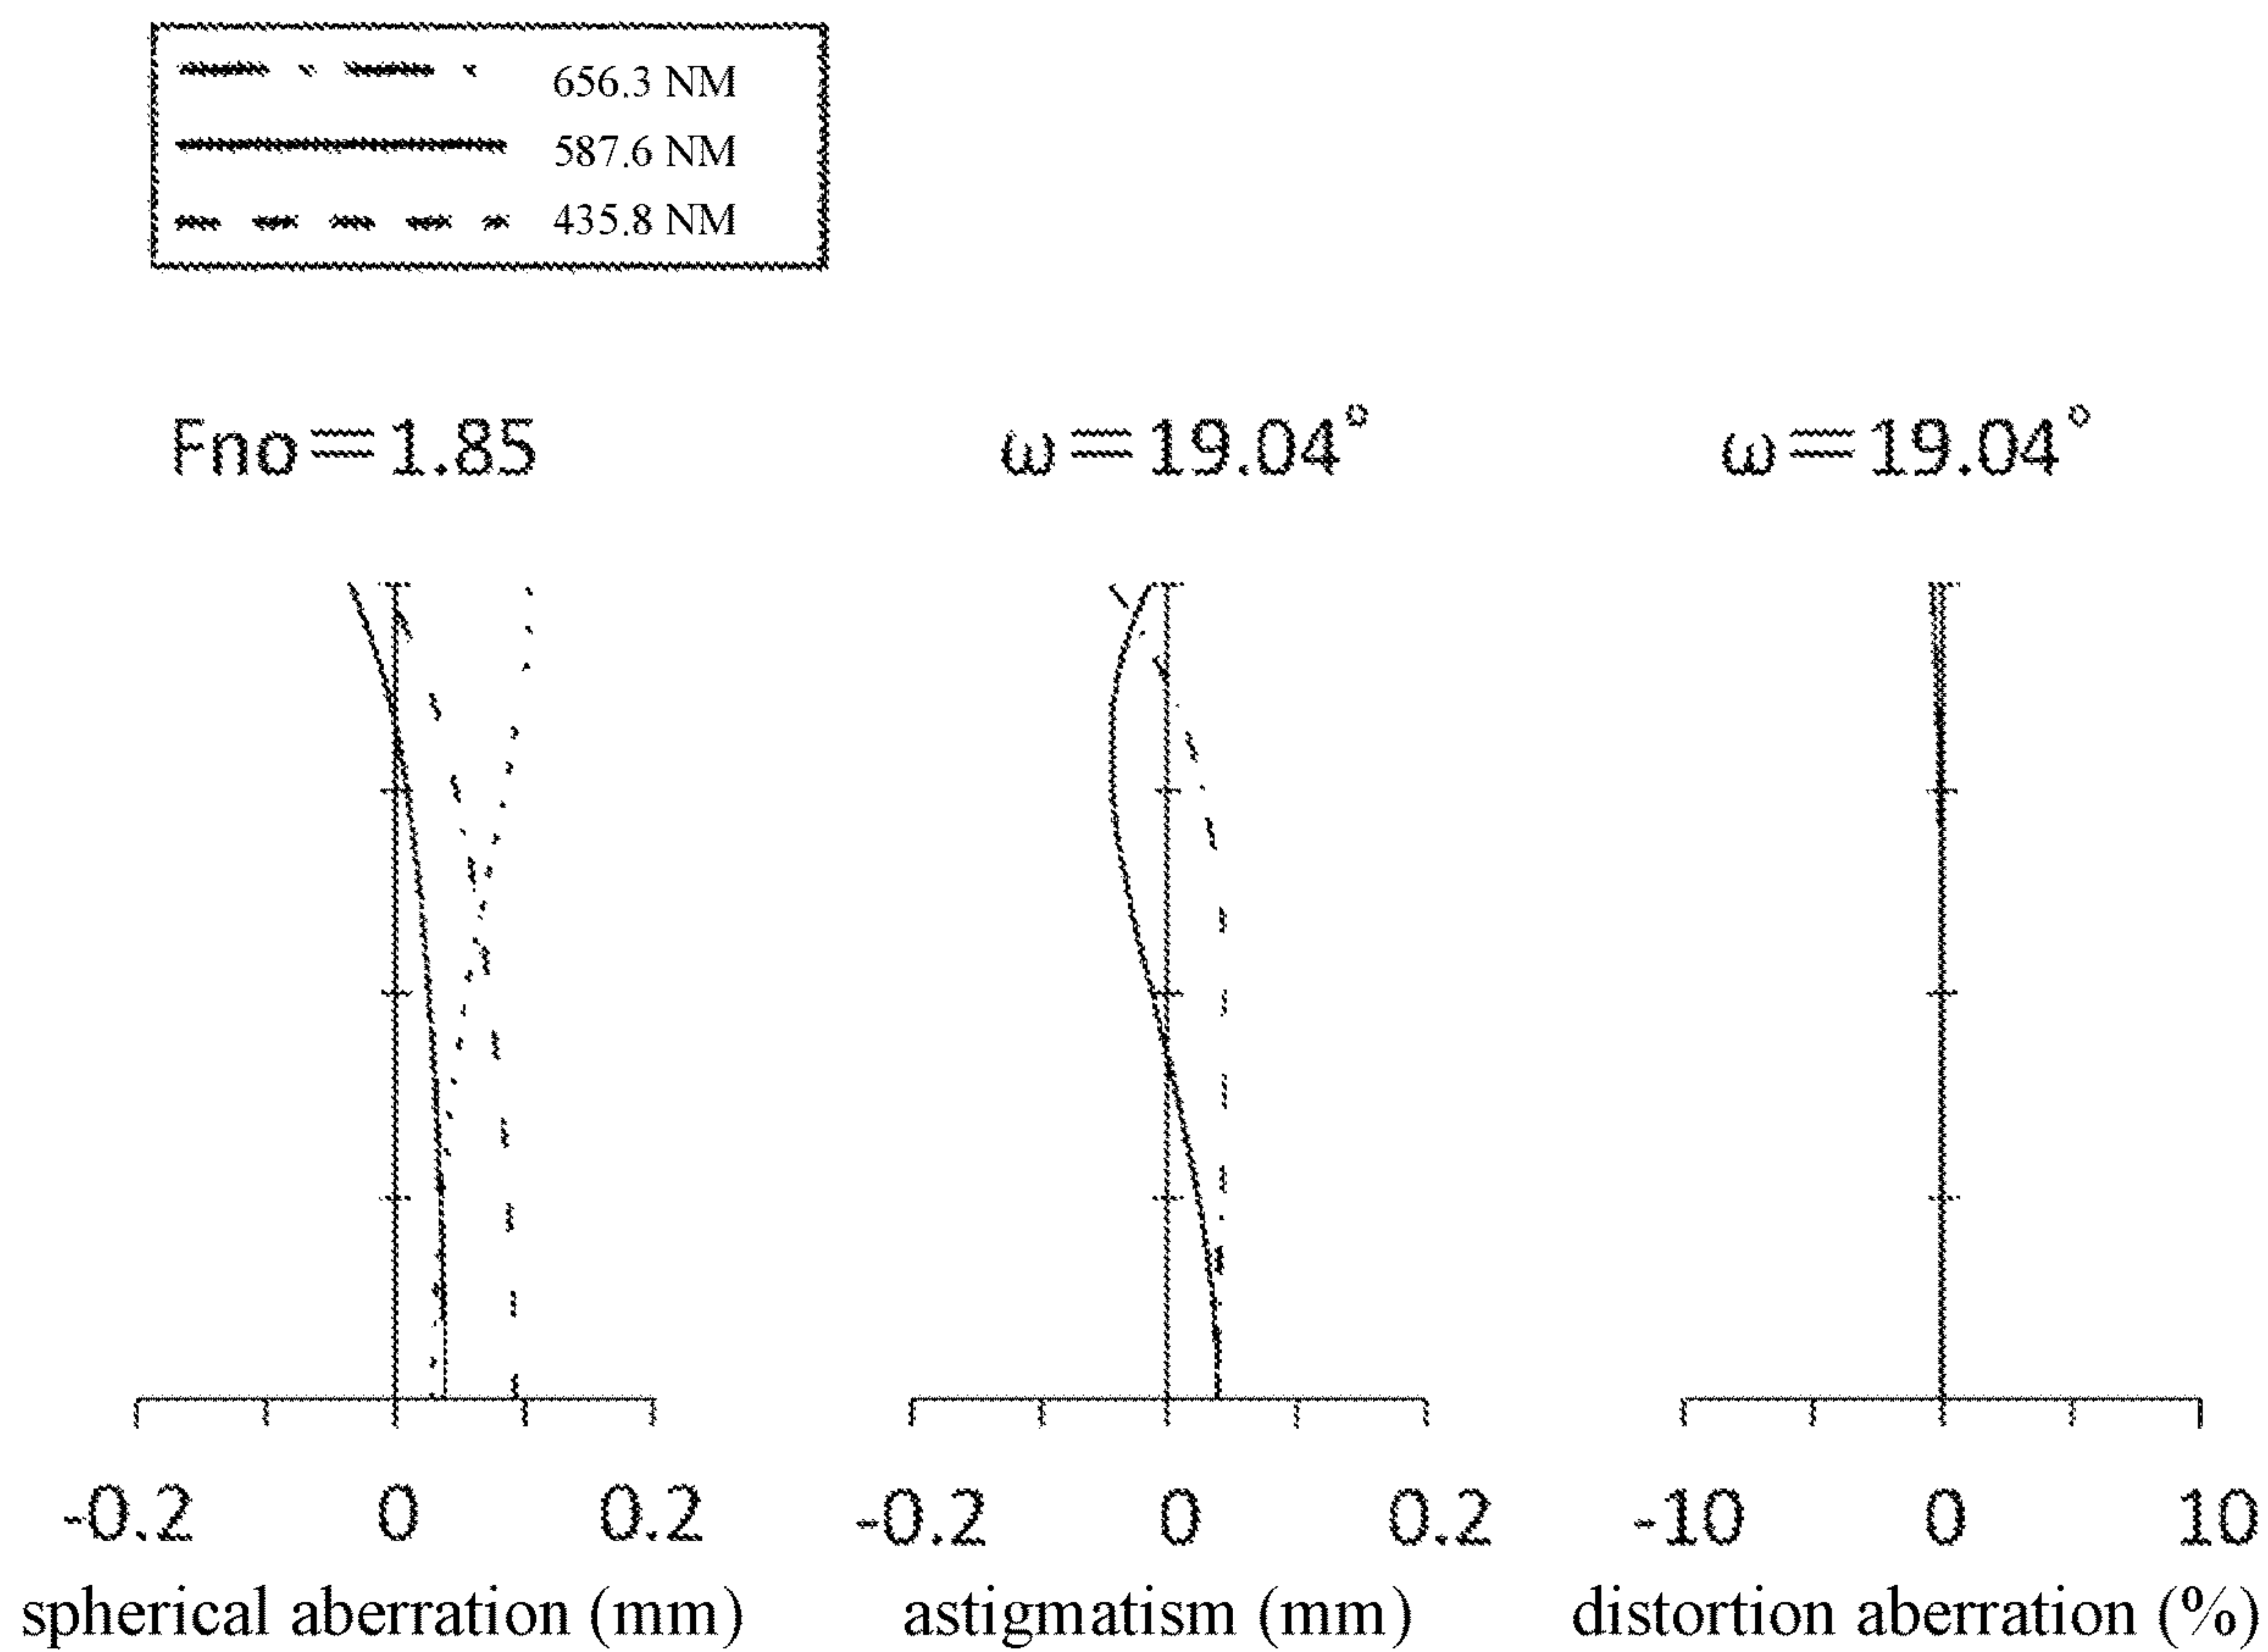 656.3 NM
587.6 NM
435.8 NM
Fno=1.85
ω=19.04°
ω=19.04°
-0.2 0 0.2
-0.2 0 0.2
-10 0 10
spherical aberration (mm)
astigmatism (mm)
distortion aberration (%)